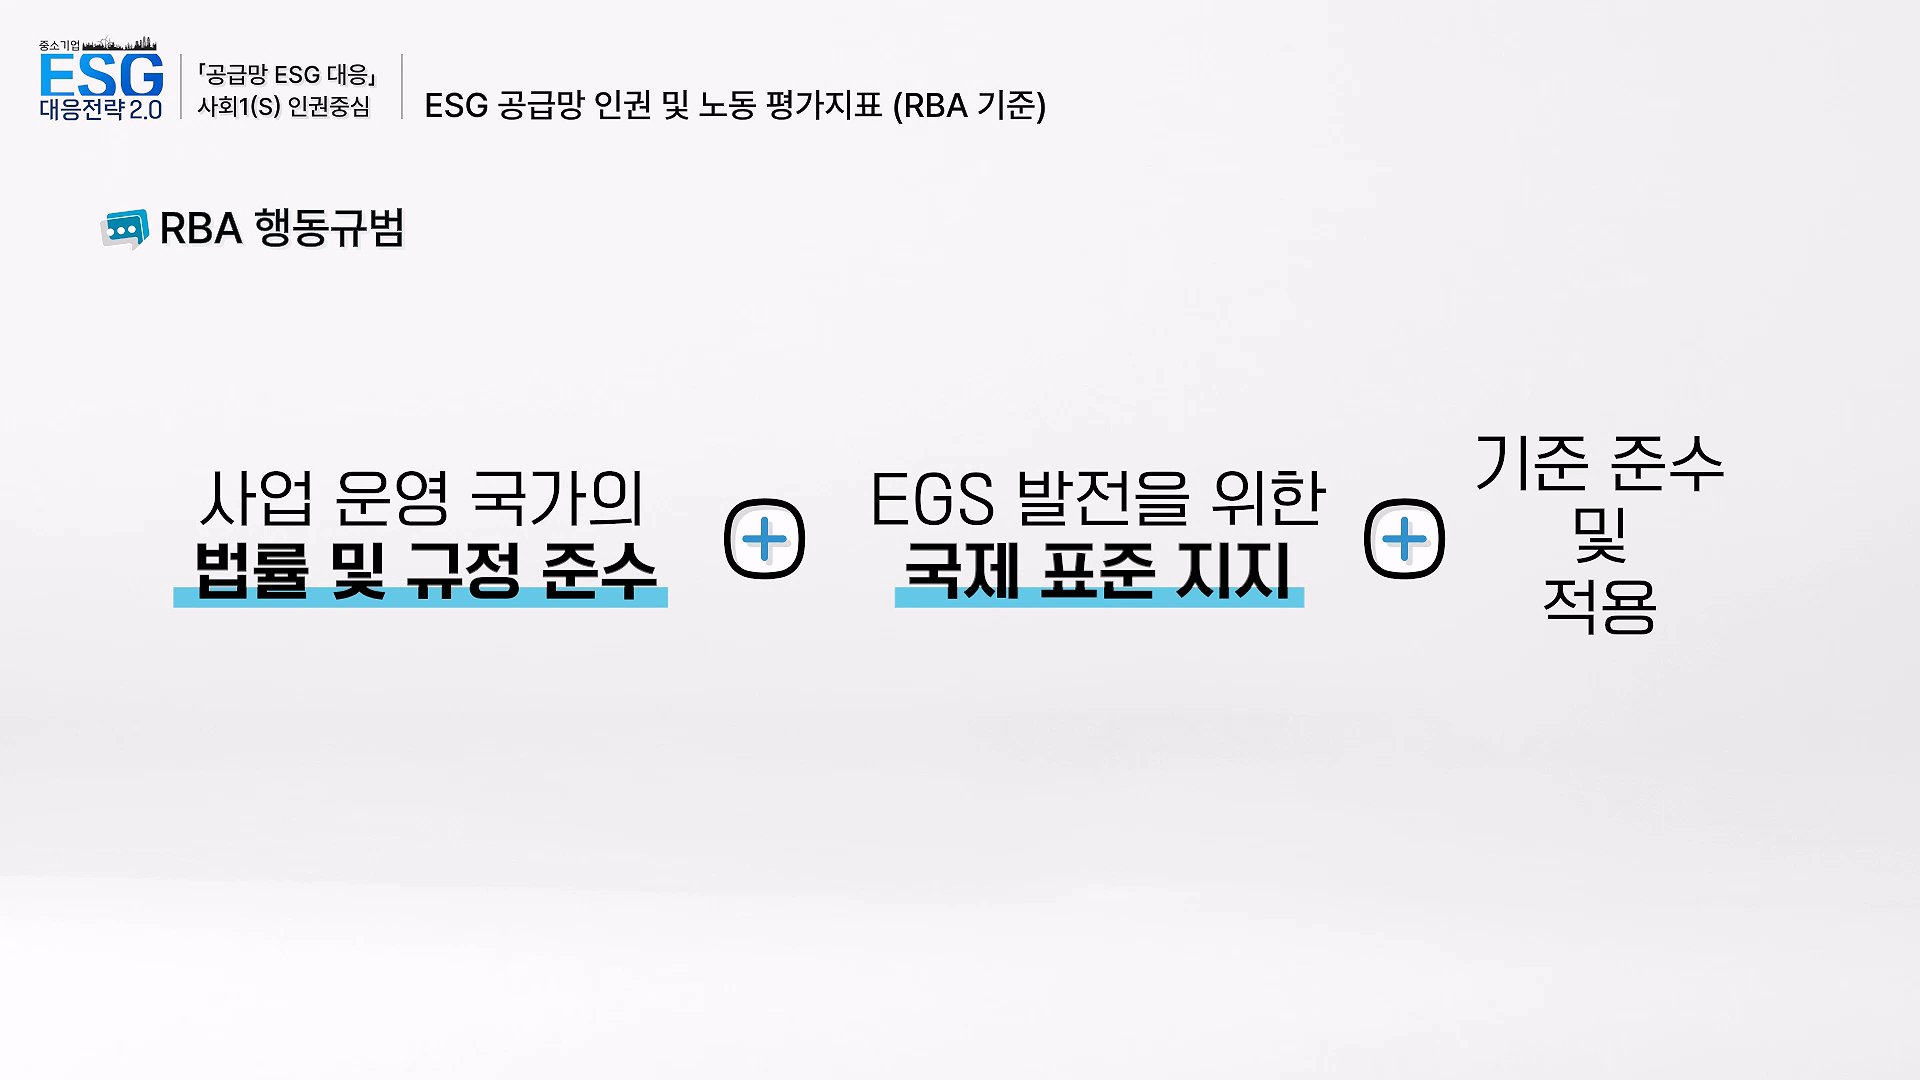 중소기업
ESG
대응전략 2.0
「공급망 ESG 대응」
사회1(S) 인권중심
ESG 공급망 인권 및 노동 평가지표 (RBA 기준)
RBA 행동규범
사업 운영 국가의
법률 및 규정 준수
EGS 발전을 위한
국제 표준 지지
기준 준수
및
적용